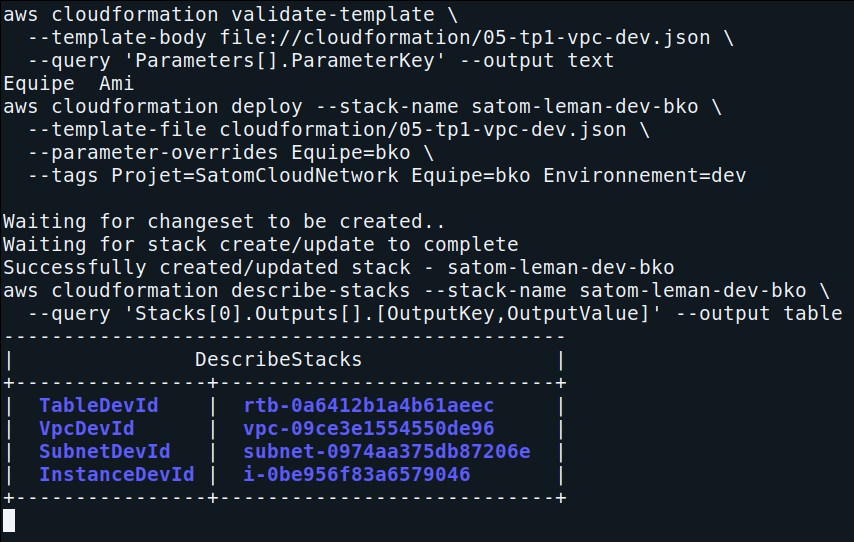 aws cloudformation validate-template \
  --template-body file://cloudformation/05-tp1-vpc-dev.json \
  --query 'Parameters[].ParameterKey' --output text
Equipe  Ami
aws cloudformation deploy --stack-name satom-leman-dev-bko \
  --template-file cloudformation/05-tp1-vpc-dev.json \
  --parameter-overrides Equipe=bko \
  --tags Projet=SatomCloudNetwork Equipe=bko Environnement=dev

Waiting for changeset to be created..
Waiting for stack create/update to complete
Successfully created/updated stack - satom-leman-dev-bko
aws cloudformation describe-stacks --stack-name satom-leman-dev-bko \
  --query 'Stacks[0].Outputs[].[OutputKey,OutputValue]' --output table
-----------------------------------------------
|               DescribeStacks                |
+----------------+----------------------------+
|  TableDevId    |  rtb-0a6412b1a4b61aeec     |
|  VpcDevId      |  vpc-09ce3e1554550de96     |
|  SubnetDevId   |  subnet-0974aa375db87206e  |
|  InstanceDevId |  i-0be956f83a6579046       |
+----------------+----------------------------+